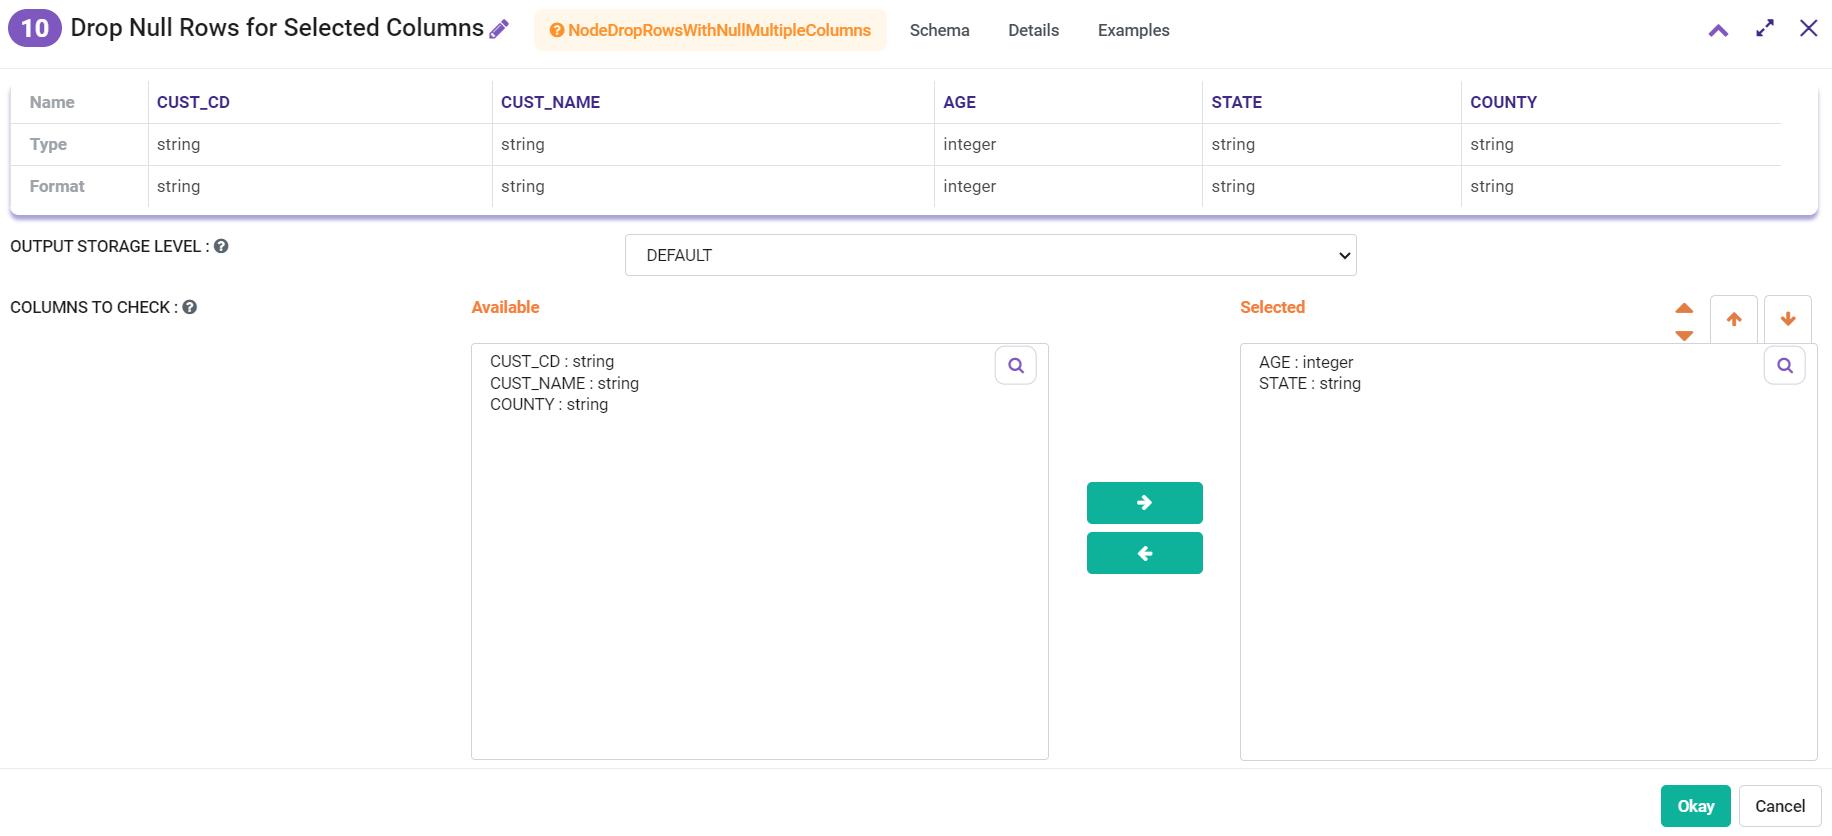 10 Drop Null Rows for Selected Columns NodeDropRowsWithNullMultipleColumns Schema Details Examples
Name CUST_CD CUST_NAME AGE STATE COUNTY
Type string string integer string string
Format string string integer string string
OUTPUT STORAGE LEVEL : DEFAULT
COLUMNS TO CHECK : Available Selected
CUST_CD : string
CUST_NAME : string
COUNTY : string
AGE : integer
STATE : string
Okay Cancel